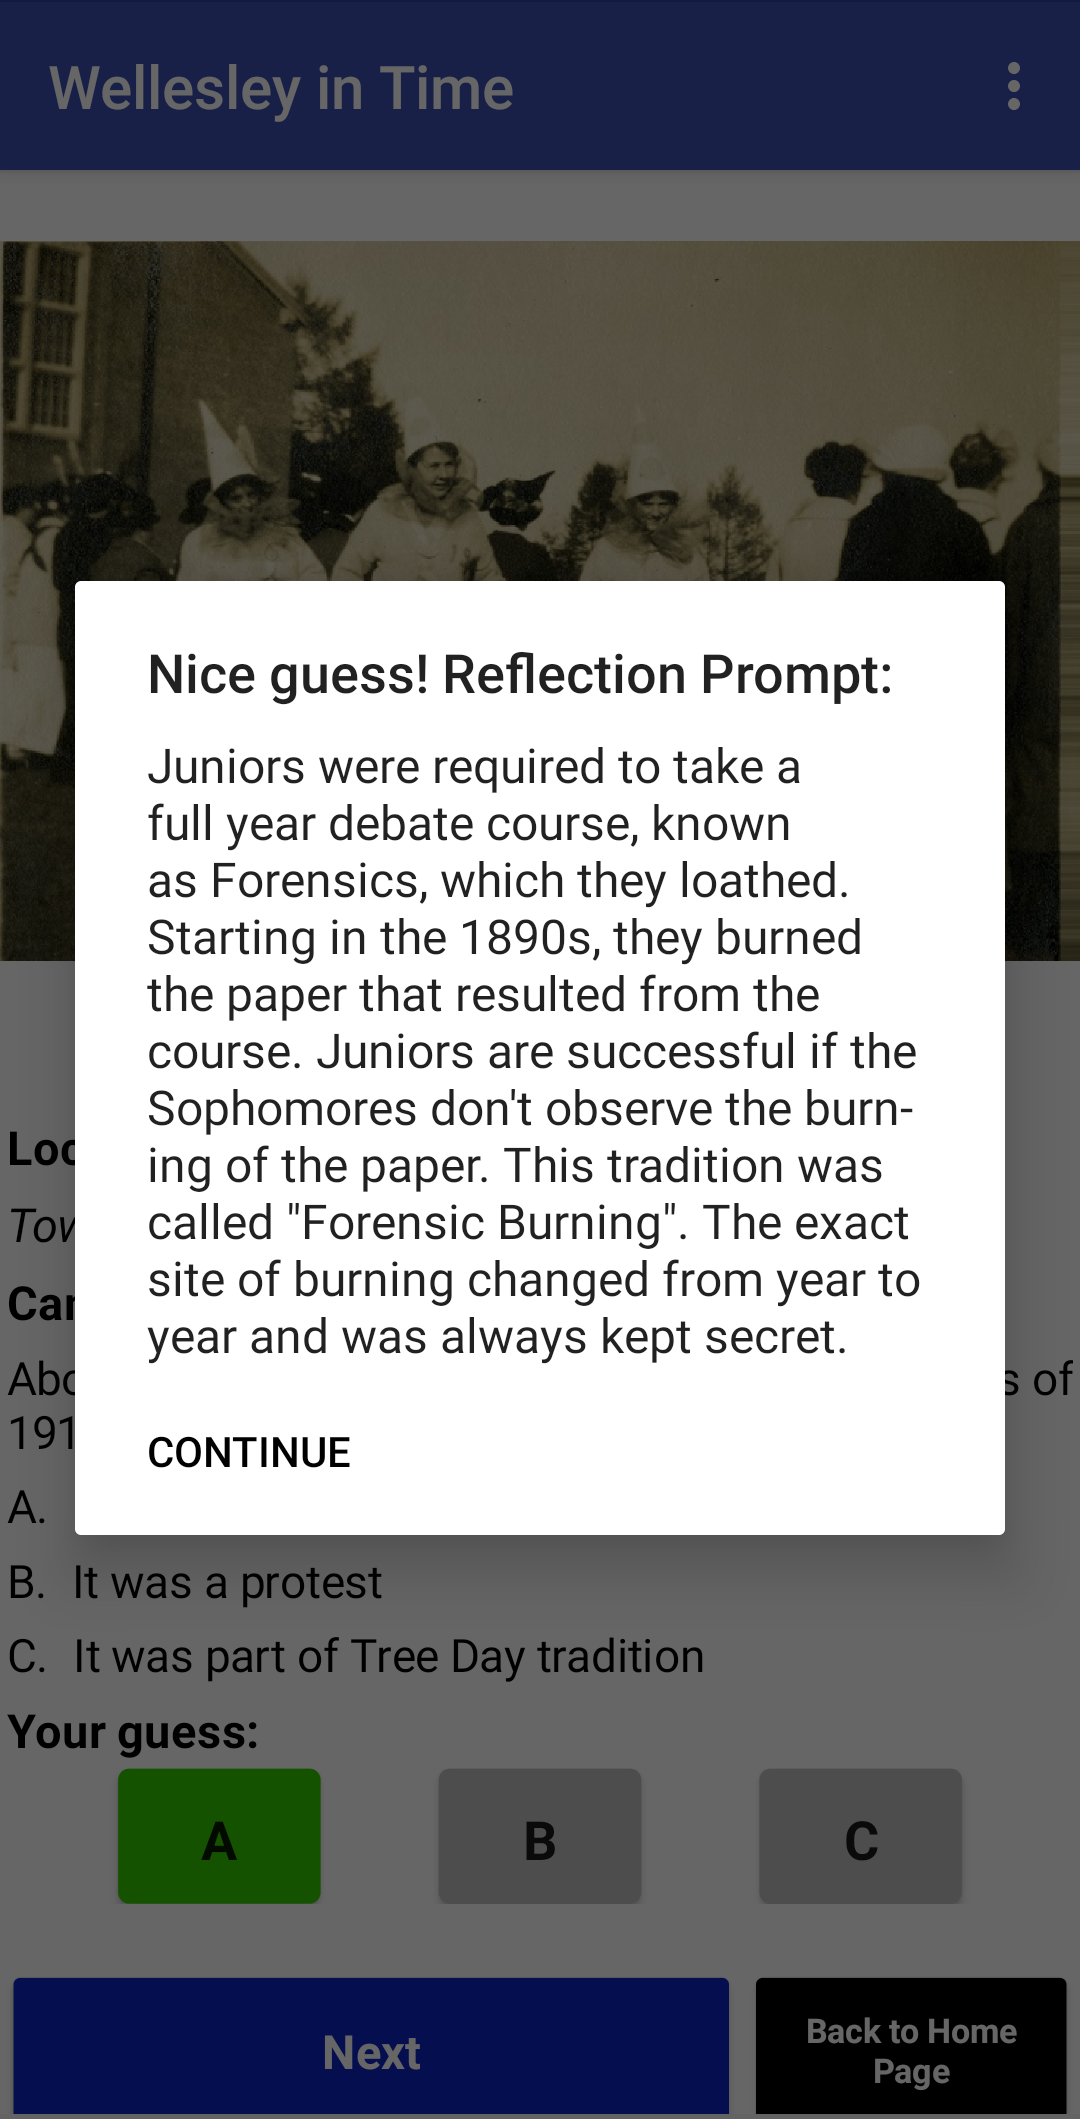 Wellesley in Time
Nice guess! Reflection Prompt:
Juniors were required to take a
full year debate course, known
as Forensics, which they loathed.
Starting in the 1890s, they burned
the paper that resulted from the
course. Juniors are successful if the
Sophomores don't observe the burn-
ing of the paper. This tradition was
called "Forensic Burning". The exact
site of burning changed from year to
year and was always kept secret.
CONTINUE
s of
A.
B. It was a protest
C. It was part of Tree Day tradition
Your guess:
A B C
Next
Back to Home
Page